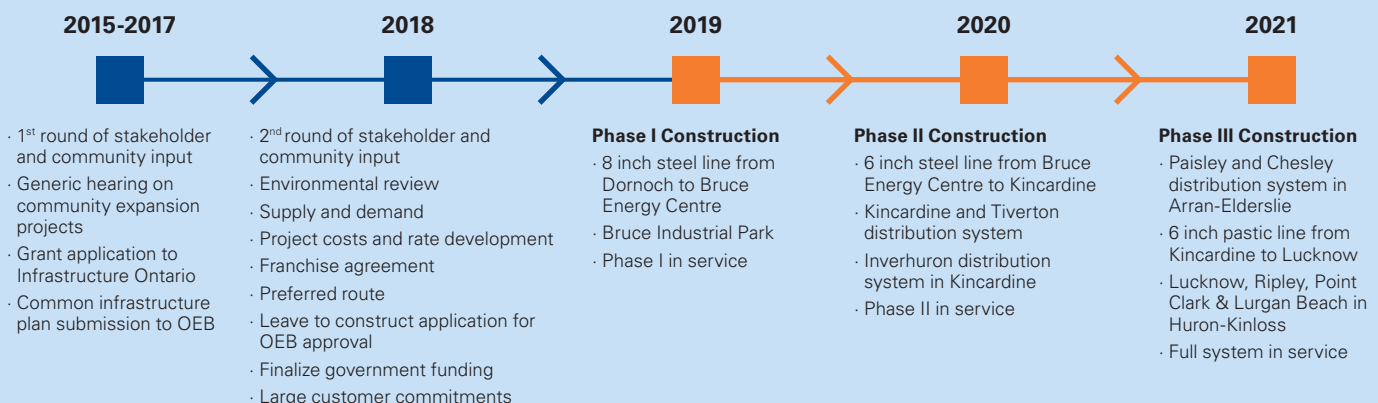 2015-2017
· 1st round of stakeholder
and community input
· Generic hearing on
community expansion
projects
· Grant application to
Infrastructure Ontario
· Common infrastructure
plan submission to OEB
2018
· 2nd round of stakeholder and
community input
· Environmental review
· Supply and demand
· Project costs and rate development
· Franchise agreement
· Preferred route
· Leave to construct application for
OEB approval
· Finalize government funding
· Large customer commitments
2019
Phase I Construction
· 8 inch steel line from
Dornoch to Bruce
Energy Centre
· Bruce Industrial Park
· Phase I in service
2020
Phase II Construction
· 6 inch steel line from Bruce
Energy Centre to Kincardine
· Kincardine and Tiverton
distribution system
· Inverhuron distribution
system in Kincardine
· Phase II in service
2021
Phase III Construction
· Paisley and Chesley
distribution system in
Arran-Elderslie
· 6 inch pastic line from
Kincardine to Lucknow
· Lucknow, Ripley, Point
Clark & Lurgan Beach in
Huron-Kinloss
· Full system in service